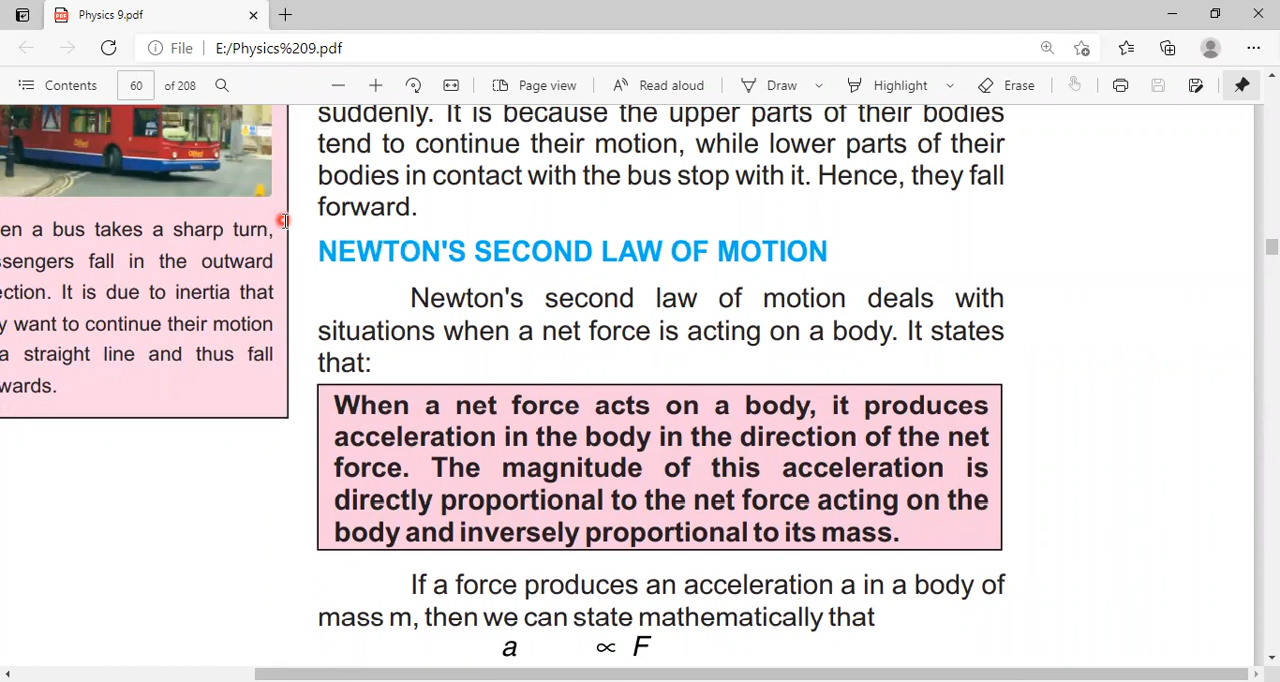 Physics 9.pdf
File
E:/Physics%209.pdf
Contents
60
of 208
Page view
Read aloud
Draw
Highlight
Erase
suddenly. It is because the upper parts of their bodies
tend to continue their motion, while lower parts of their
bodies in contact with the bus stop with it. Hence, they fall
forward.
en a bus takes a sharp turn,
ssengers fall in the outward
ection. It is due to inertia that
y want to continue their motion
a straight line and thus fall
wards.
NEWTON'S SECOND LAW OF MOTION
Newton's second law of motion deals with
situations when a net force is acting on a body. It states
that:
When a net force acts on a body, it produces
acceleration in the body in the direction of the net
force. The magnitude of this acceleration is
directly proportional to the net force acting on the
body and inversely proportional to its mass.
If a force produces an acceleration a in a body of
mass m, then we can state mathematically that
a ∝ F